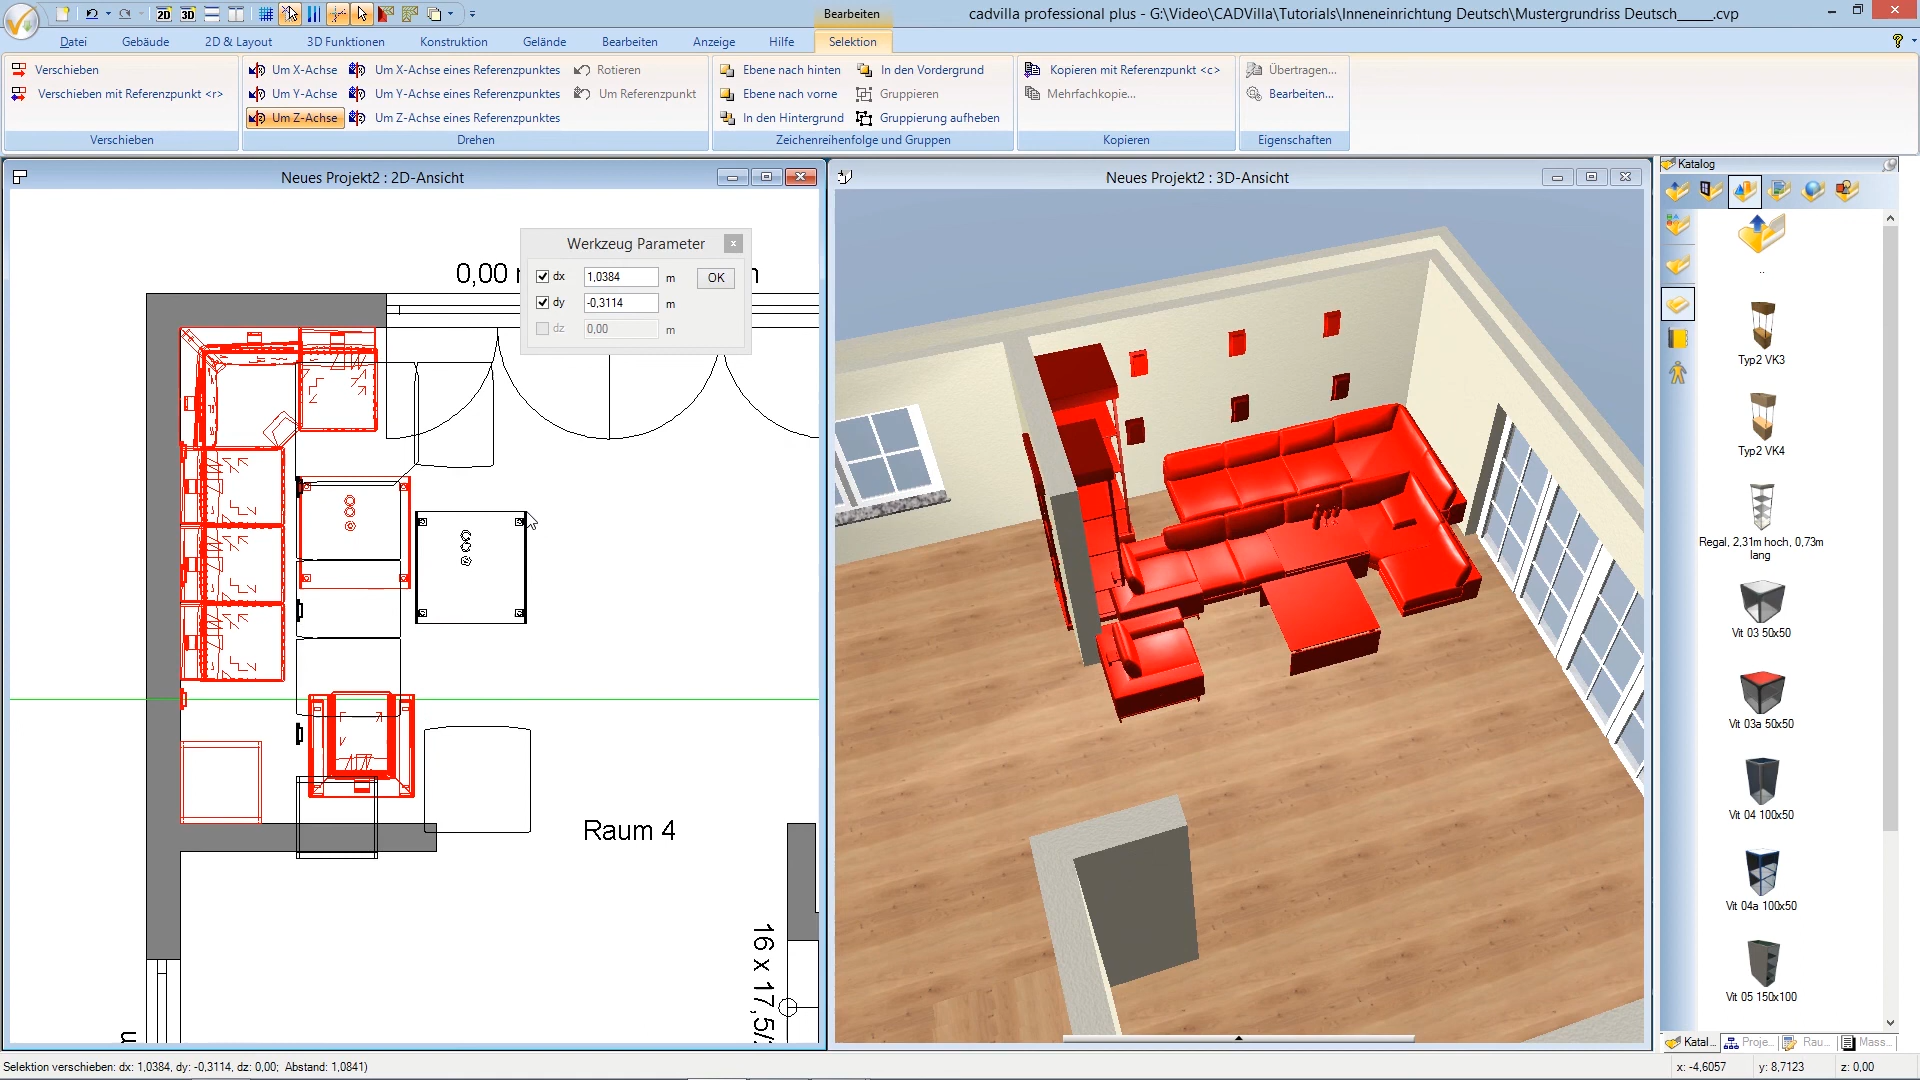 Bearbeiten
cadvilla professional plus - G:\Video\CADVilla\Tutorials\Inneneinrichtung Deutsch\Mustergrundriss Deutsch_____.cvp
2D 3D
Datei Gebäude 2D & Layout 3D Funktionen Konstruktion Gelände Bearbeiten Anzeige Hilfe Selektion
Verschieben
Verschieben mit Referenzpunkt <r>
Verschieben
Um X-Achse Um X-Achse eines Referenzpunktes Rotieren
Um Y-Achse Um Y-Achse eines Referenzpunktes Um Referenzpunkt
Um Z-Achse Um Z-Achse eines Referenzpunktes
Drehen
Ebene nach hinten In den Vordergrund
Ebene nach vorne Gruppieren
In den Hintergrund Gruppierung aufheben
Zeichenreihenfolge und Gruppen
Kopieren mit Referenzpunkt <c>
Mehrfachkopie...
Kopieren
Übertragen...
Bearbeiten...
Eigenschaften
Neues Projekt2 : 2D-Ansicht
0,00
Werkzeug Parameter
dx 1,0384 m OK
dy -0,3114 m
dz 0,00 m
Raum 4
16 x 17,5/
Neues Projekt2 : 3D-Ansicht
Katalog
..
Typ2 VK3
Typ2 VK4
Regal, 2,31m hoch, 0,73m
lang
Vit 03 50x50
Vit 03a 50x50
Vit 04 100x50
Vit 04a 100x50
Vit 05 150x100
Katal... Proje... Rau... Mass...
Selektion verschieben: dx: 1,0384, dy: -0,3114, dz: 0,00; Abstand: 1,0841)
x: -4,6057 y: 8,7123 z: 0,00